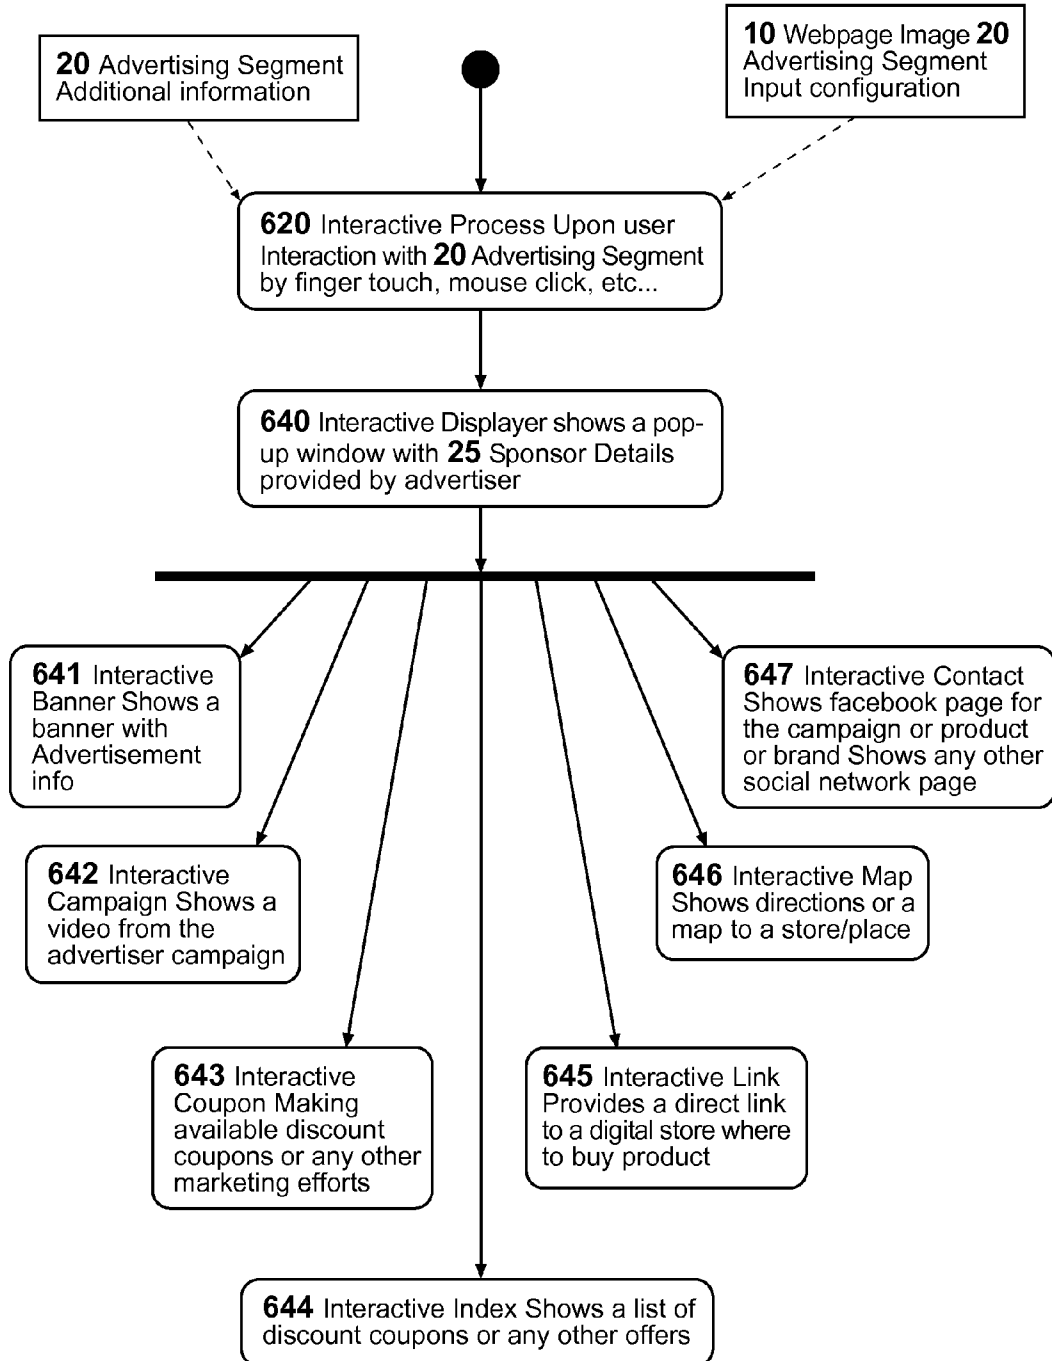 20 Advertising Segment
Additional information
10 Webpage Image 20
Advertising Segment
Input configuration
620 Interactive Process Upon user
Interaction with 20 Advertising Segment
by finger touch, mouse click, etc...
640 Interactive Displayer shows a pop-
up window with 25 Sponsor Details
provided by advertiser
641 Interactive
Banner Shows a
banner with
Advertisement
info
647 Interactive Contact
Shows facebook page for
the campaign or product
or brand Shows any other
social network page
642 Interactive
Campaign Shows a
video from the
advertiser campaign
646 Interactive Map
Shows directions or a
map to a store/place
643 Interactive
Coupon Making
available discount
coupons or any other
marketing efforts
645 Interactive Link
Provides a direct link
to a digital store where
to buy product
644 Interactive Index Shows a list of
discount coupons or any other offers